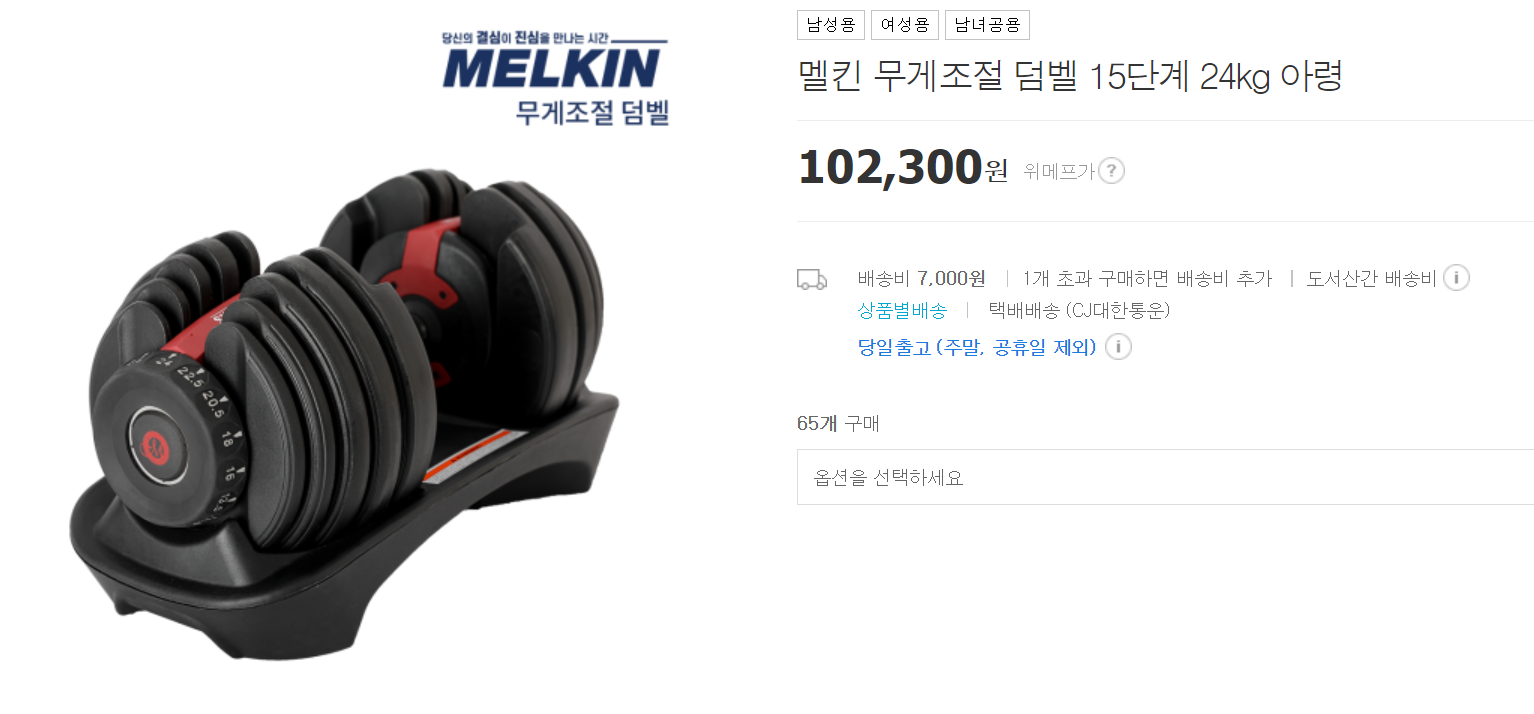 당신의 결심이 진심을 만나는 시간
MELKIN
무게조절 덤벨
24 22.5 20.5 18 16
남성용 여성용 남녀공용
멜킨 무게조절 덤벨 15단계 24kg 아령
102,300원 위메프가 ?
배송비 7,000원 | 1개 초과 구매하면 배송비 추가 | 도서산간 배송비 i
상품별배송 | 택배배송 (CJ대한통운)
당일출고 (주말, 공휴일 제외) i
65개 구매
옵션을 선택하세요